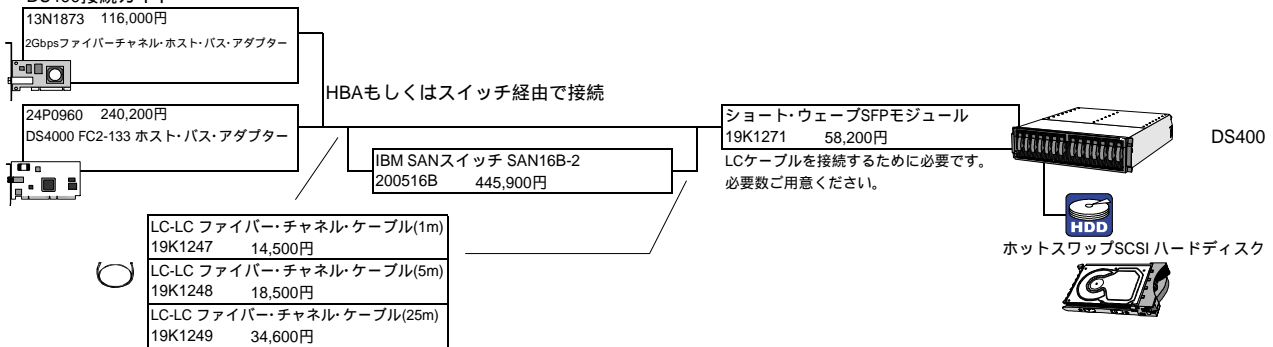 DS400接続ガイド
13N1873 116,000円
2Gbpsファイバーチャネル・ホスト・バス・アダプター
24P0960 240,200円
DS4000 FC2-133 ホスト・バス・アダプター
HBAもしくはスイッチ経由で接続
IBM SANスイッチ SAN16B-2
200516B 445,900円
ショート・ウェーブSFPモジュール
19K1271 58,200円
LCケーブルを接続するために必要です。
必要数ご用意ください。
DS400
HDD
ホットスワップSCSI ハードディスク
LC-LC ファイバー・チャネル・ケーブル(1m)
19K1247 14,500円
LC-LC ファイバー・チャネル・ケーブル(5m)
19K1248 18,500円
LC-LC ファイバー・チャネル・ケーブル(25m)
19K1249 34,600円